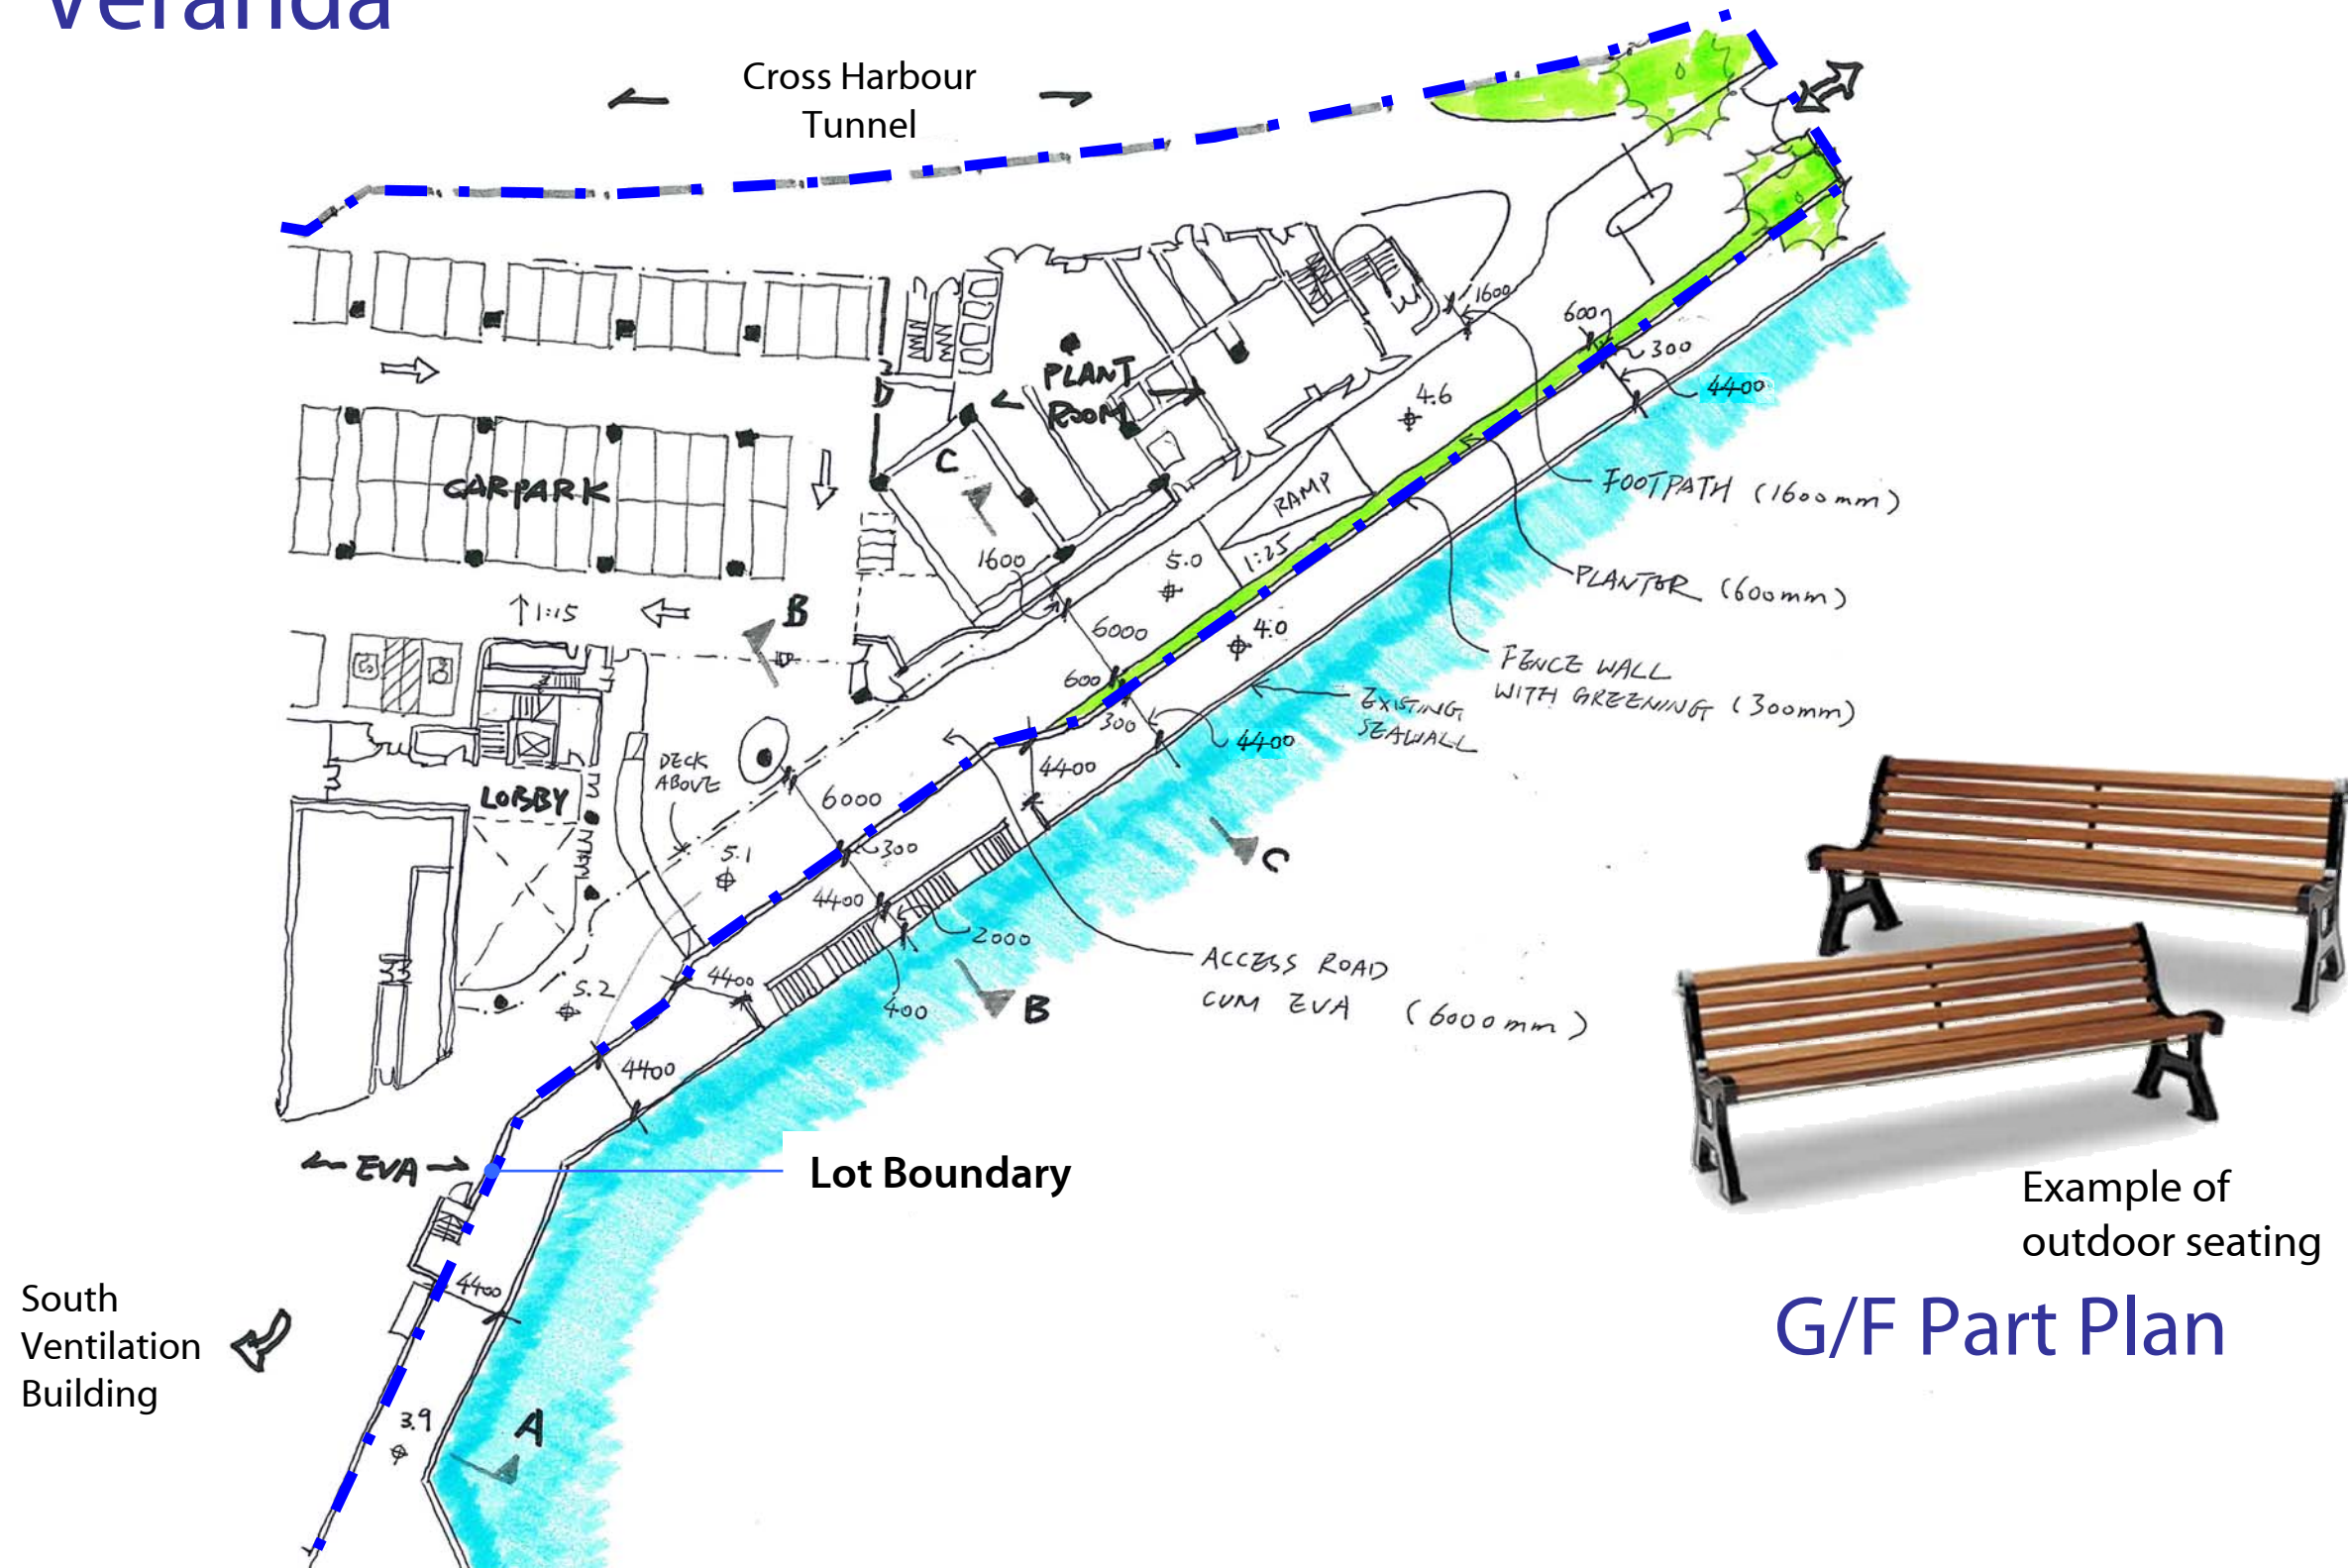 Veranda
Cross Harbour
Tunnel
1600
600
300
4400
PLANT
ROOM
D
4.6
C
CARPARK
RAMP
FOOTPATH (1600mm)
1600
5.0
1:25
PLANTER (600mm)
1:15
B
6000
4.0
FENCE WALL
WITH GREENING (300mm)
600
EXISTING
SEAWALL
300
4400
DECK
ABOVE
4400
LOBBY
6000
5.1
300
C
4400
2000
ACCESS ROAD
CUM EVA (6000mm)
5.2
4400
400
B
4400
EVA
Lot Boundary
Example of
outdoor seating
4400
South
Ventilation
Building
G/F Part Plan
3.9
A